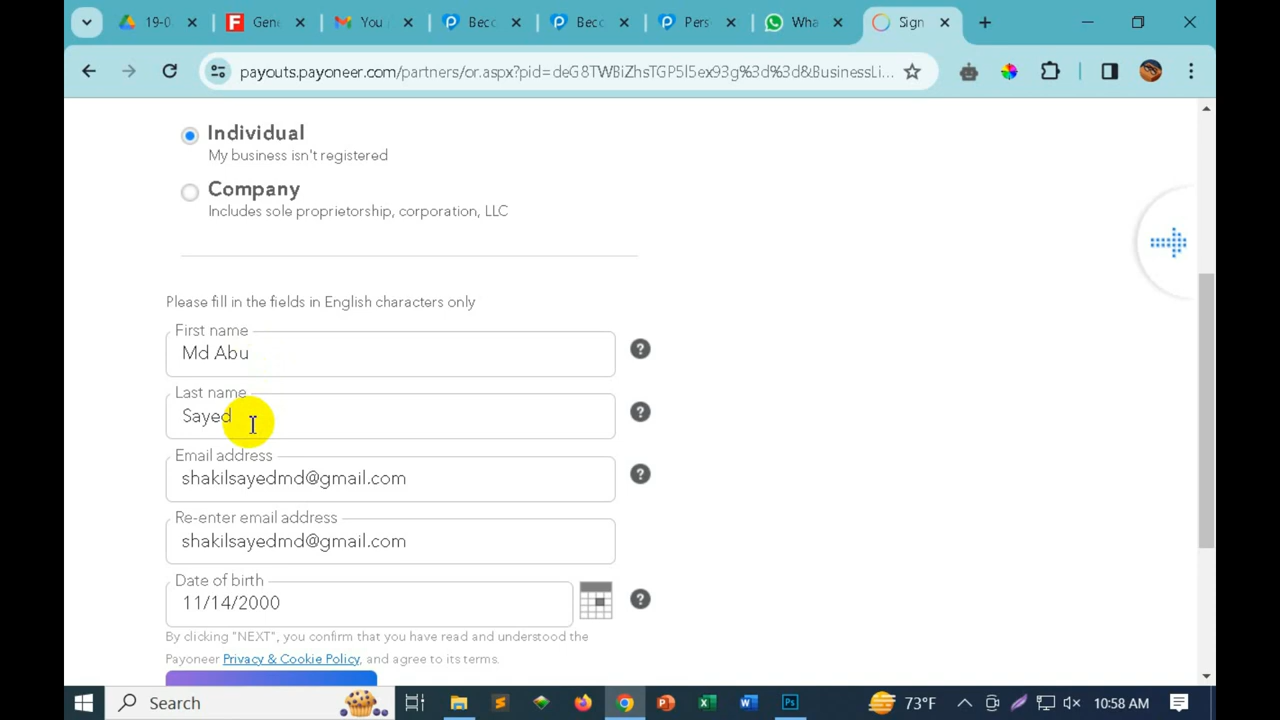 19-0
Gene
You
Becc
Becc
Pers
Wha
Sign
payouts.payoneer.com/partners/or.aspx?pid=deG8TWBiZhsTGP5l5ex93g%3d%3d&BusinessLi...
Individual
My business isn't registered
Company
Includes sole proprietorship, corporation, LLC
Please fill in the fields in English characters only
First name
Md Abu
Last name
Sayed
Email address
shakilsayedmd@gmail.com
Re-enter email address
shakilsayedmd@gmail.com
Date of birth
11/14/2000
By clicking "NEXT", you confirm that you have read and understood the
Payoneer Privacy & Cookie Policy, and agree to its terms.
Search
73°F
10:58 AM